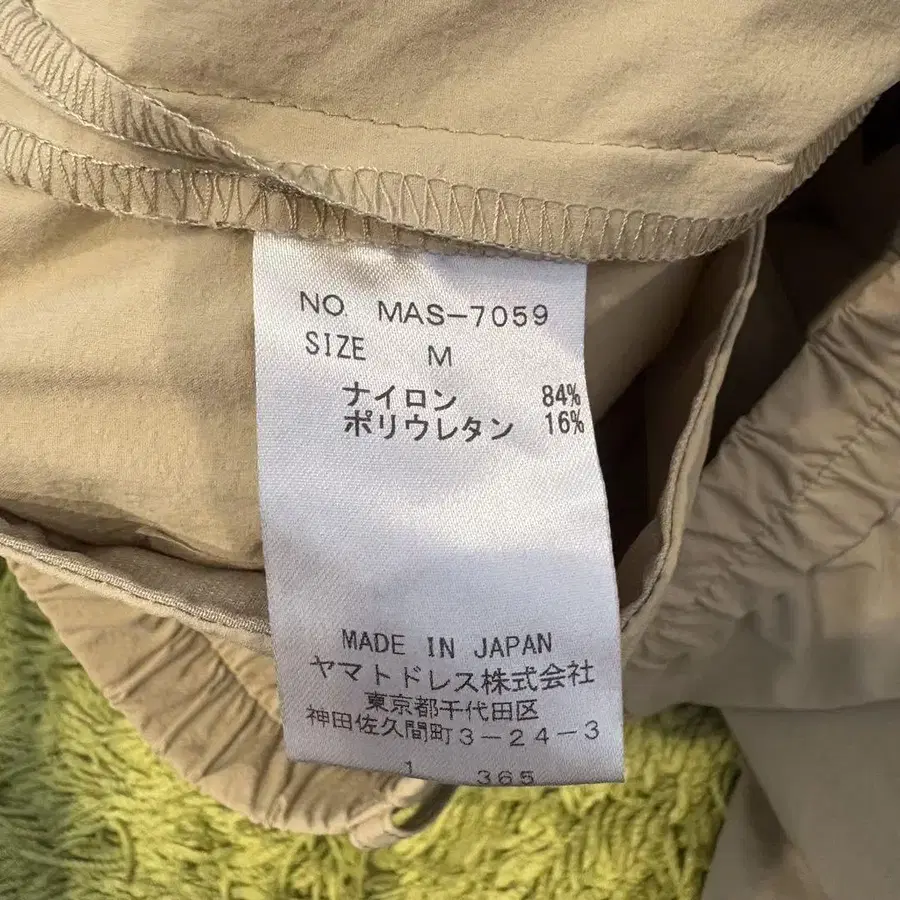 NO. MAS-7059
SIZE M
ナイロン 84%
ポリウレタン 16%
MADE IN JAPAN
ヤマトドレス株式会社
東京都千代田区
神田佐久間町3-24-3
1 365